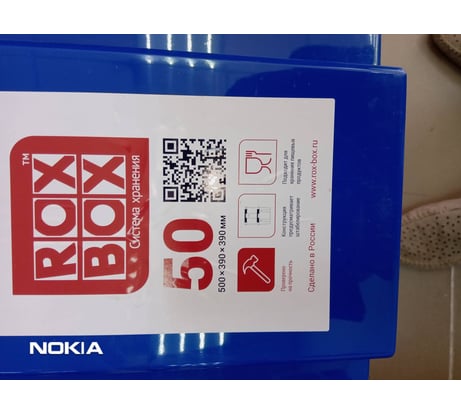 ROX™
BOX
Система хранения
50
500×390×390 мм
Проверено
на прочность
Конструкция
предусматривает
штабелирование
Подходит для
хранения пищевых
продуктов
Сделано в России
www.rox-box.ru
NOKIA